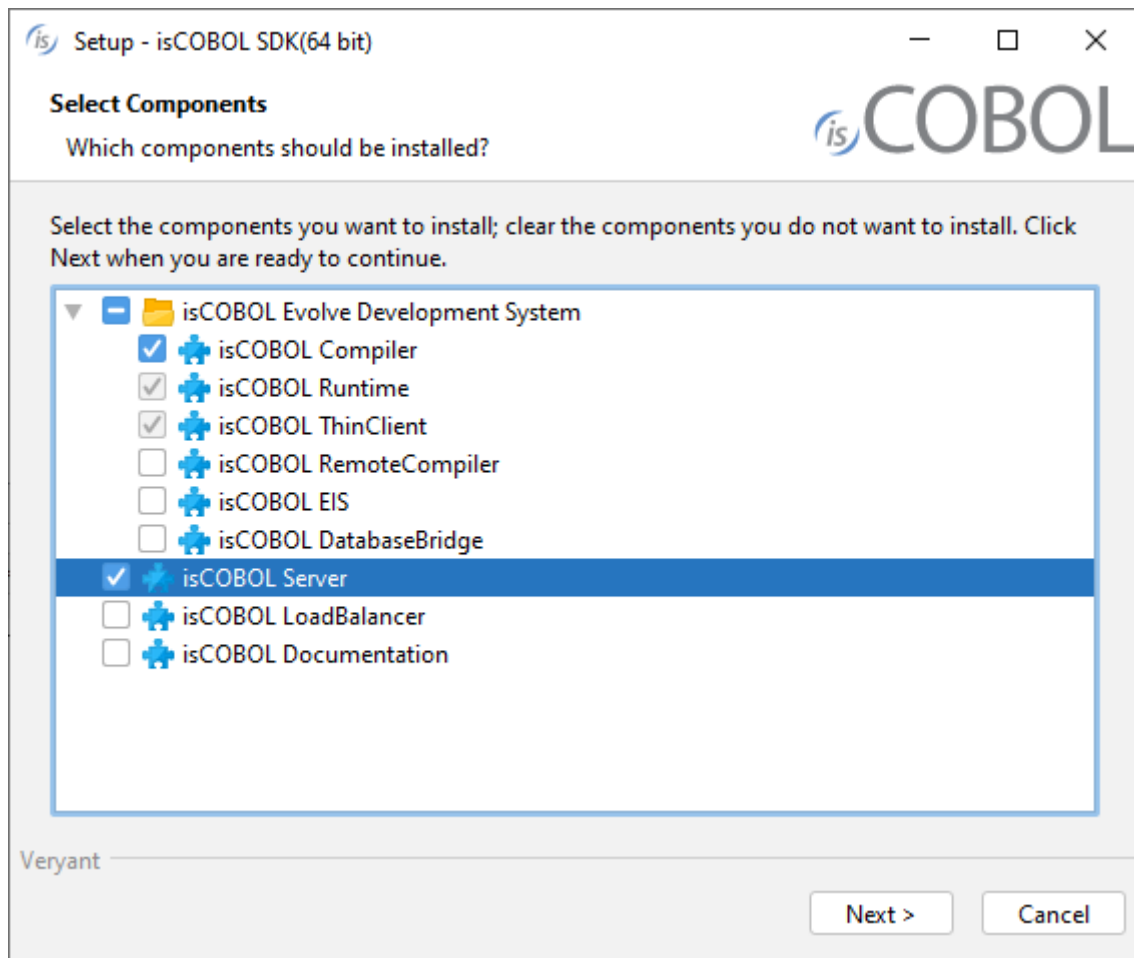 is Setup - isCOBOL SDK(64 bit)
Select Components
Which components should be installed?
isCOBOL
Select the components you want to install; clear the components you do not want to install. Click
Next when you are ready to continue.
isCOBOL Evolve Development System
isCOBOL Compiler
isCOBOL Runtime
isCOBOL ThinClient
isCOBOL RemoteCompiler
isCOBOL EIS
isCOBOL DatabaseBridge
isCOBOL Server
isCOBOL LoadBalancer
isCOBOL Documentation
Veryant
Next >
Cancel